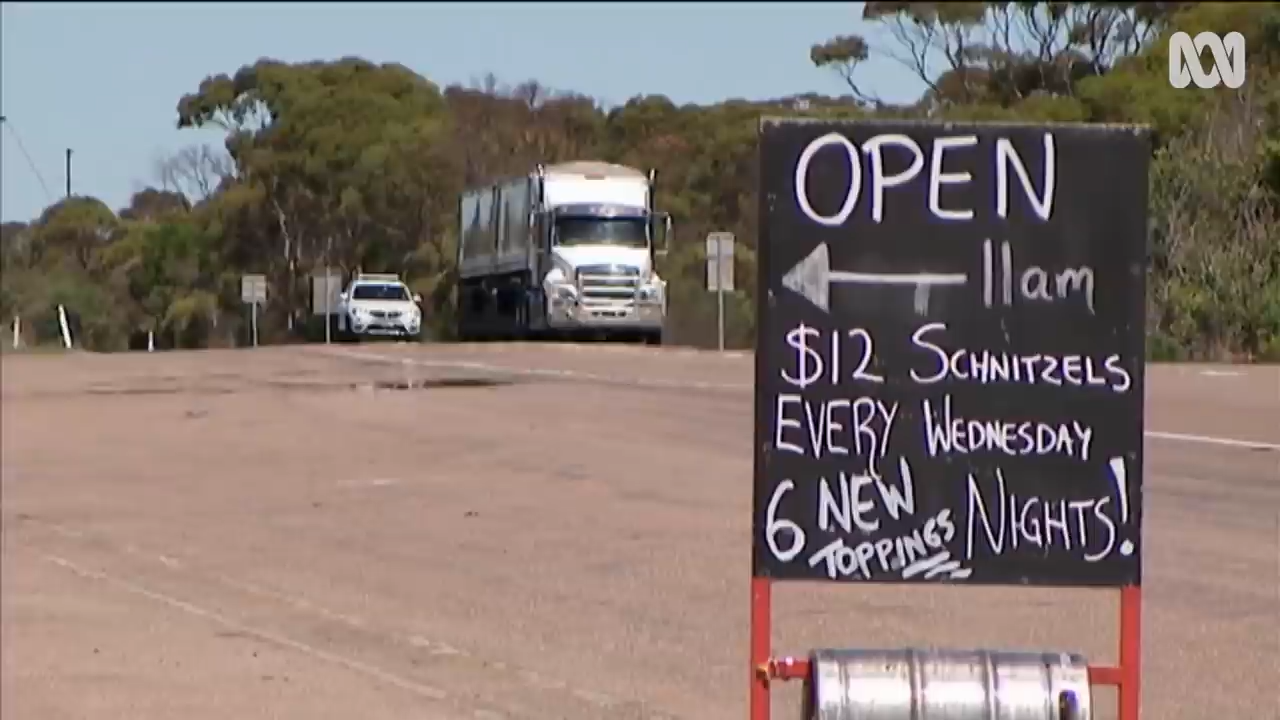 OPEN
11am
$12 SCHNITZELS
EVERY WEDNESDAY
6 NEW TOPPINGS NIGHTS!